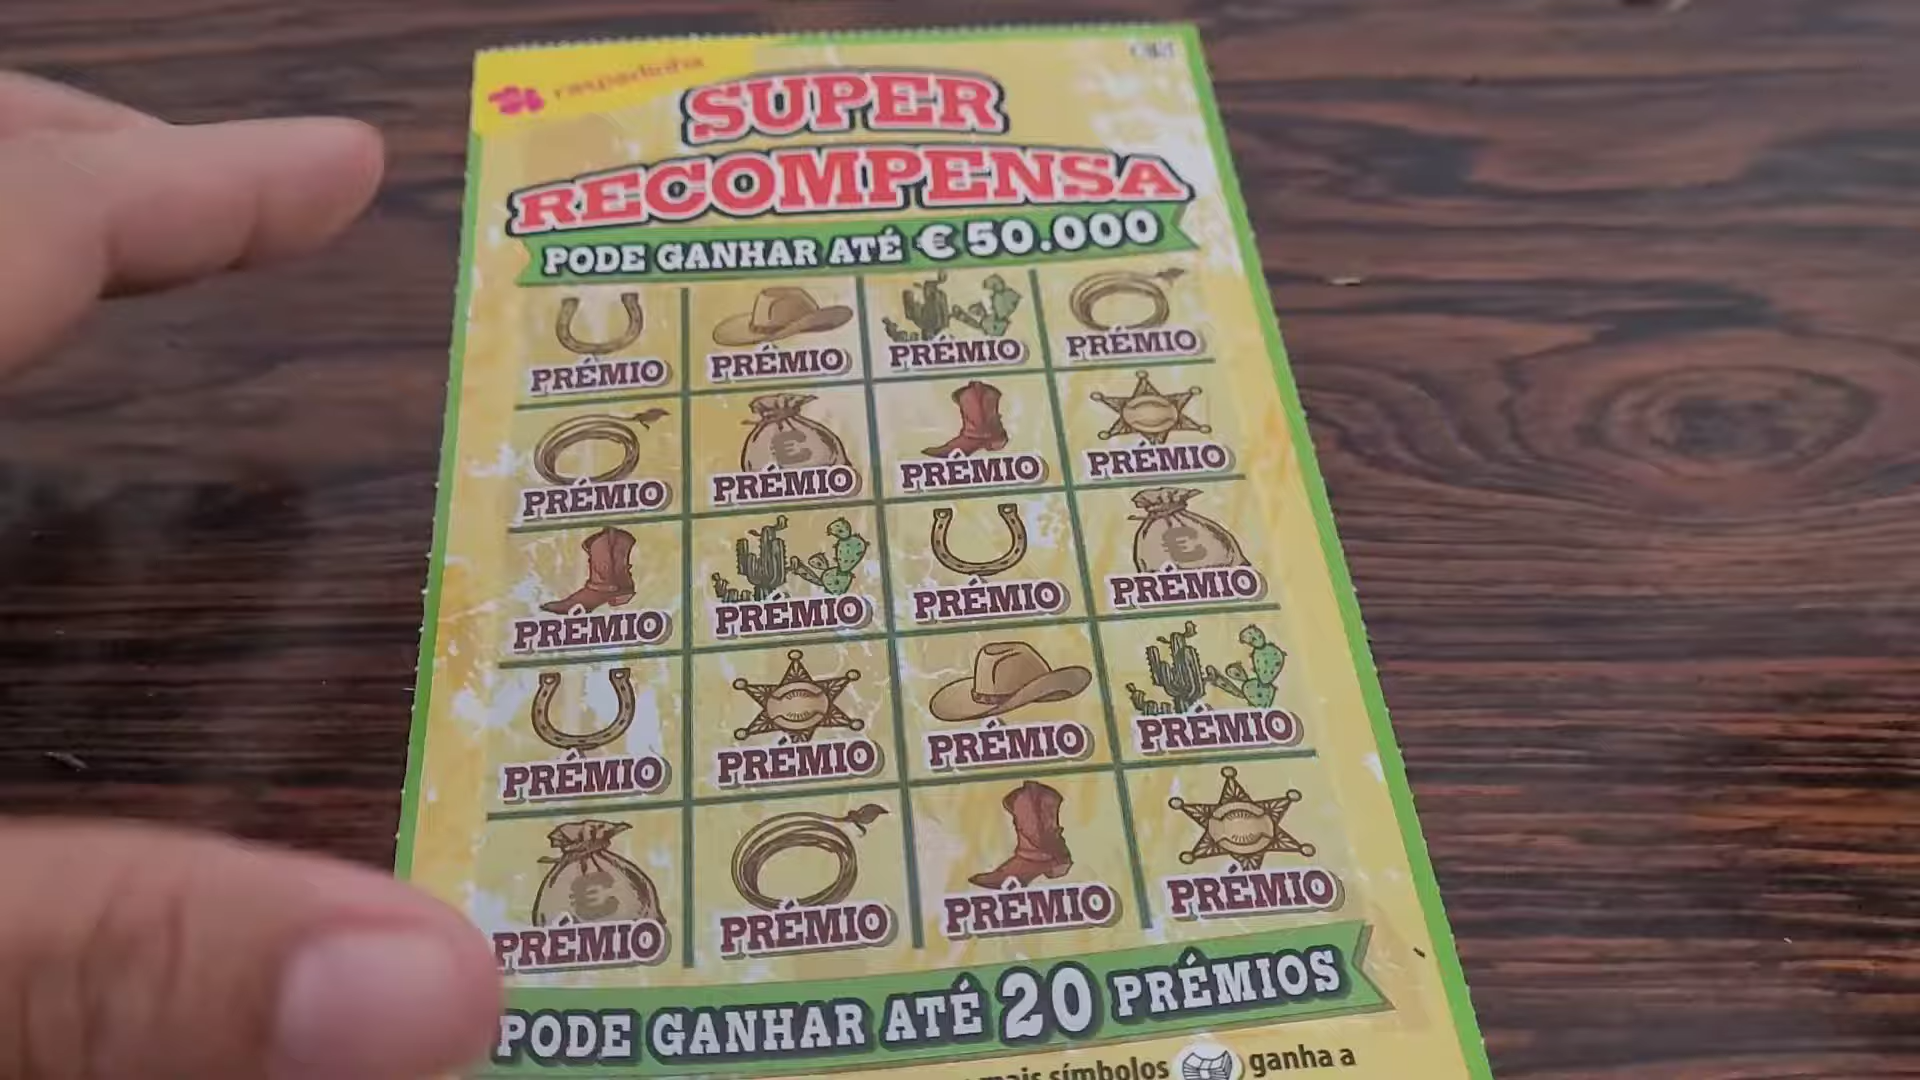 raspadinha
SUPER
RECOMPENSA
PODE GANHAR ATÉ € 50.000
PRÉMIO PRÉMIO PRÉMIO PRÉMIO
PRÉMIO PRÉMIO PRÉMIO PRÉMIO
PRÉMIO PRÉMIO PRÉMIO PRÉMIO
PRÉMIO PRÉMIO PRÉMIO PRÉMIO
PRÉMIO PRÉMIO PRÉMIO PRÉMIO
PODE GANHAR ATÉ 20 PRÉMIOS
mais símbolos ganha a